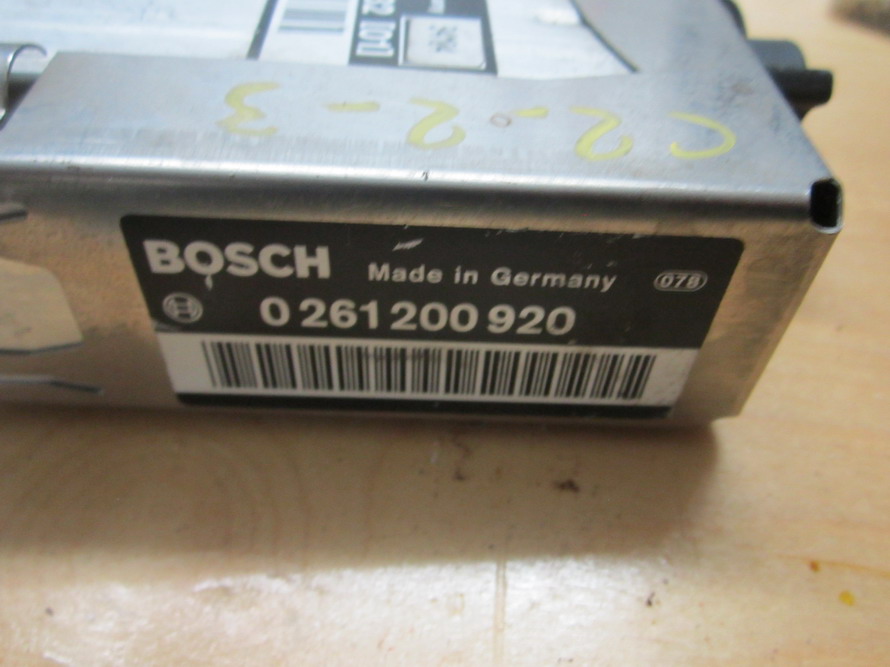 C2-2-3
BOSCH
Made in Germany
078
0 261 200 920